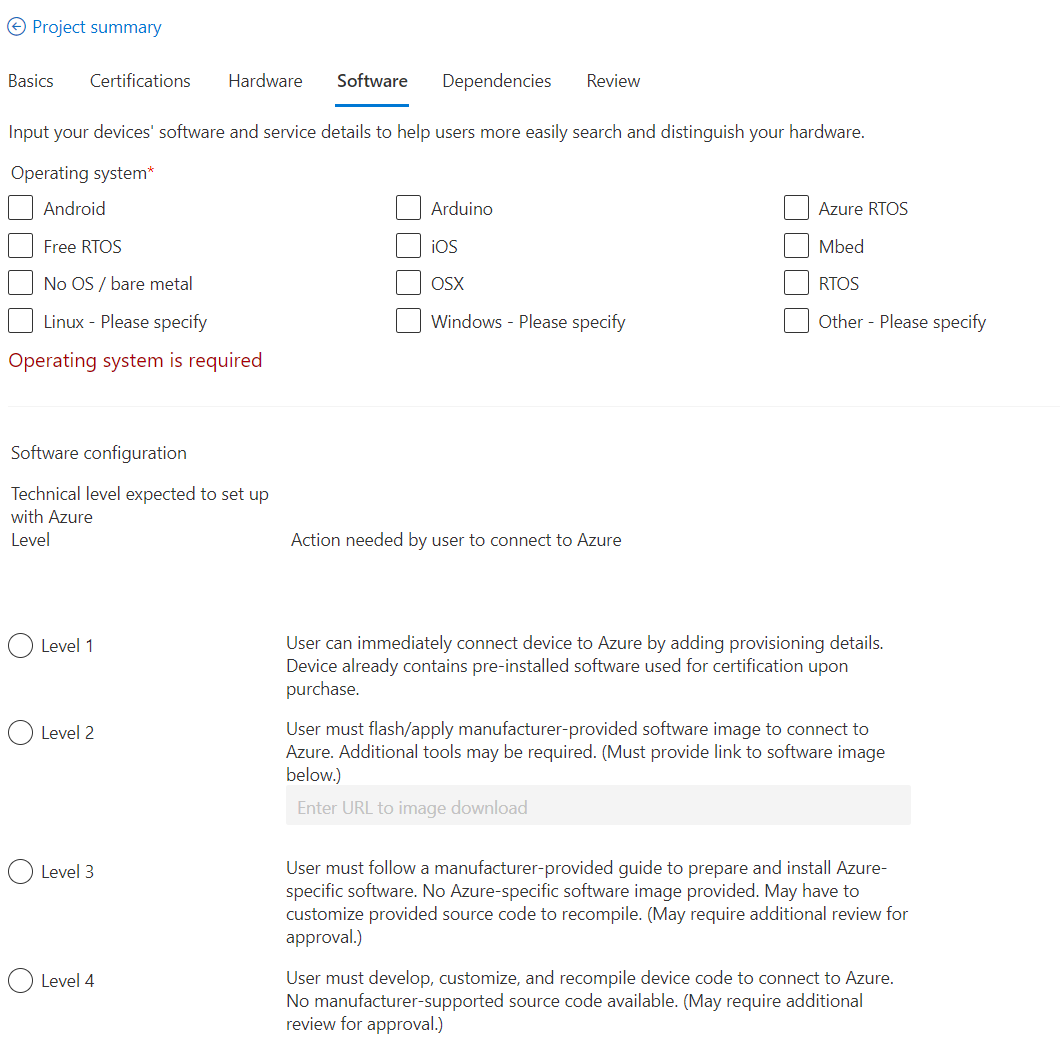 Project summary
Basics Certifications Hardware Software Dependencies Review
Input your devices' software and service details to help users more easily search and distinguish your hardware.
Operating system*
Android Arduino Azure RTOS
Free RTOS iOS Mbed
No OS / bare metal OSX RTOS
Linux - Please specify Windows - Please specify Other - Please specify
Operating system is required
Software configuration
Technical level expected to set up
with Azure
Level Action needed by user to connect to Azure
Level 1 User can immediately connect device to Azure by adding provisioning details.
Device already contains pre-installed software used for certification upon
purchase.
Level 2 User must flash/apply manufacturer-provided software image to connect to
Azure. Additional tools may be required. (Must provide link to software image
below.)
Enter URL to image download
Level 3 User must follow a manufacturer-provided guide to prepare and install Azure-
specific software. No Azure-specific software image provided. May have to
customize provided source code to recompile. (May require additional review for
approval.)
Level 4 User must develop, customize, and recompile device code to connect to Azure.
No manufacturer-supported source code available. (May require additional
review for approval.)